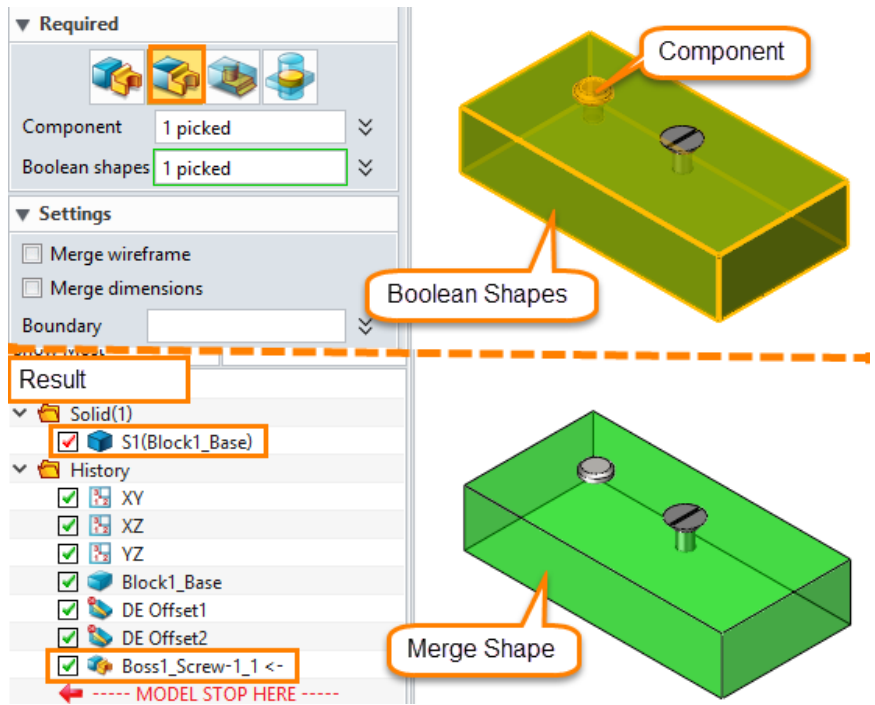 Required
Component
Component 1 picked
Boolean shapes 1 picked
Settings
Merge wireframe
Merge dimensions
Boolean Shapes
Boundary
Result
Solid(1)
S1(Block1_Base)
History
XY
XZ
YZ
Block1_Base
DE Offset1
DE Offset2
Merge Shape
Boss1_Screw-1_1 <-
----- MODEL STOP HERE -----